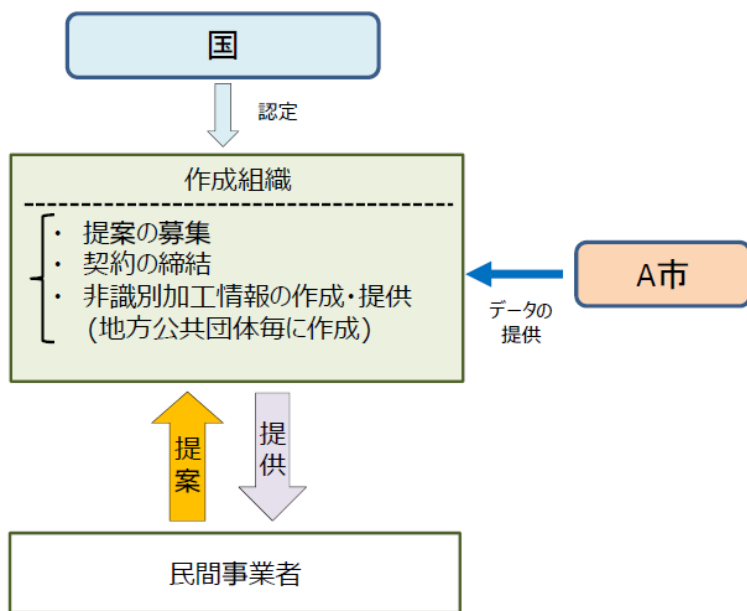 国
認定
作成組織
・ 提案の募集
・ 契約の締結
・ 非識別加工情報の作成・提供
(地方公共団体毎に作成)
A市
データの
提供
提案
提供
民間事業者